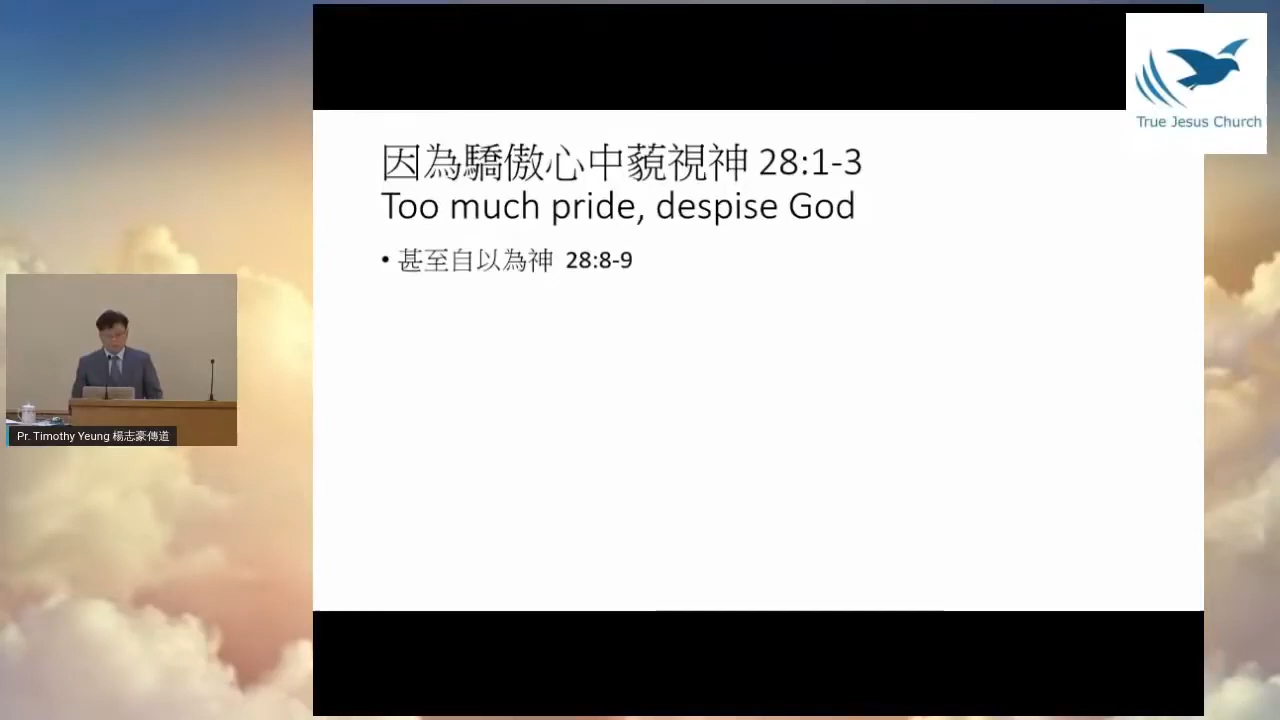 True Jesus Church
因為驕傲心中藐視神 28:1-3
Too much pride, despise God
• 甚至自以為神 28:8-9
Pr. Timothy Yeung 楊志豪傳道